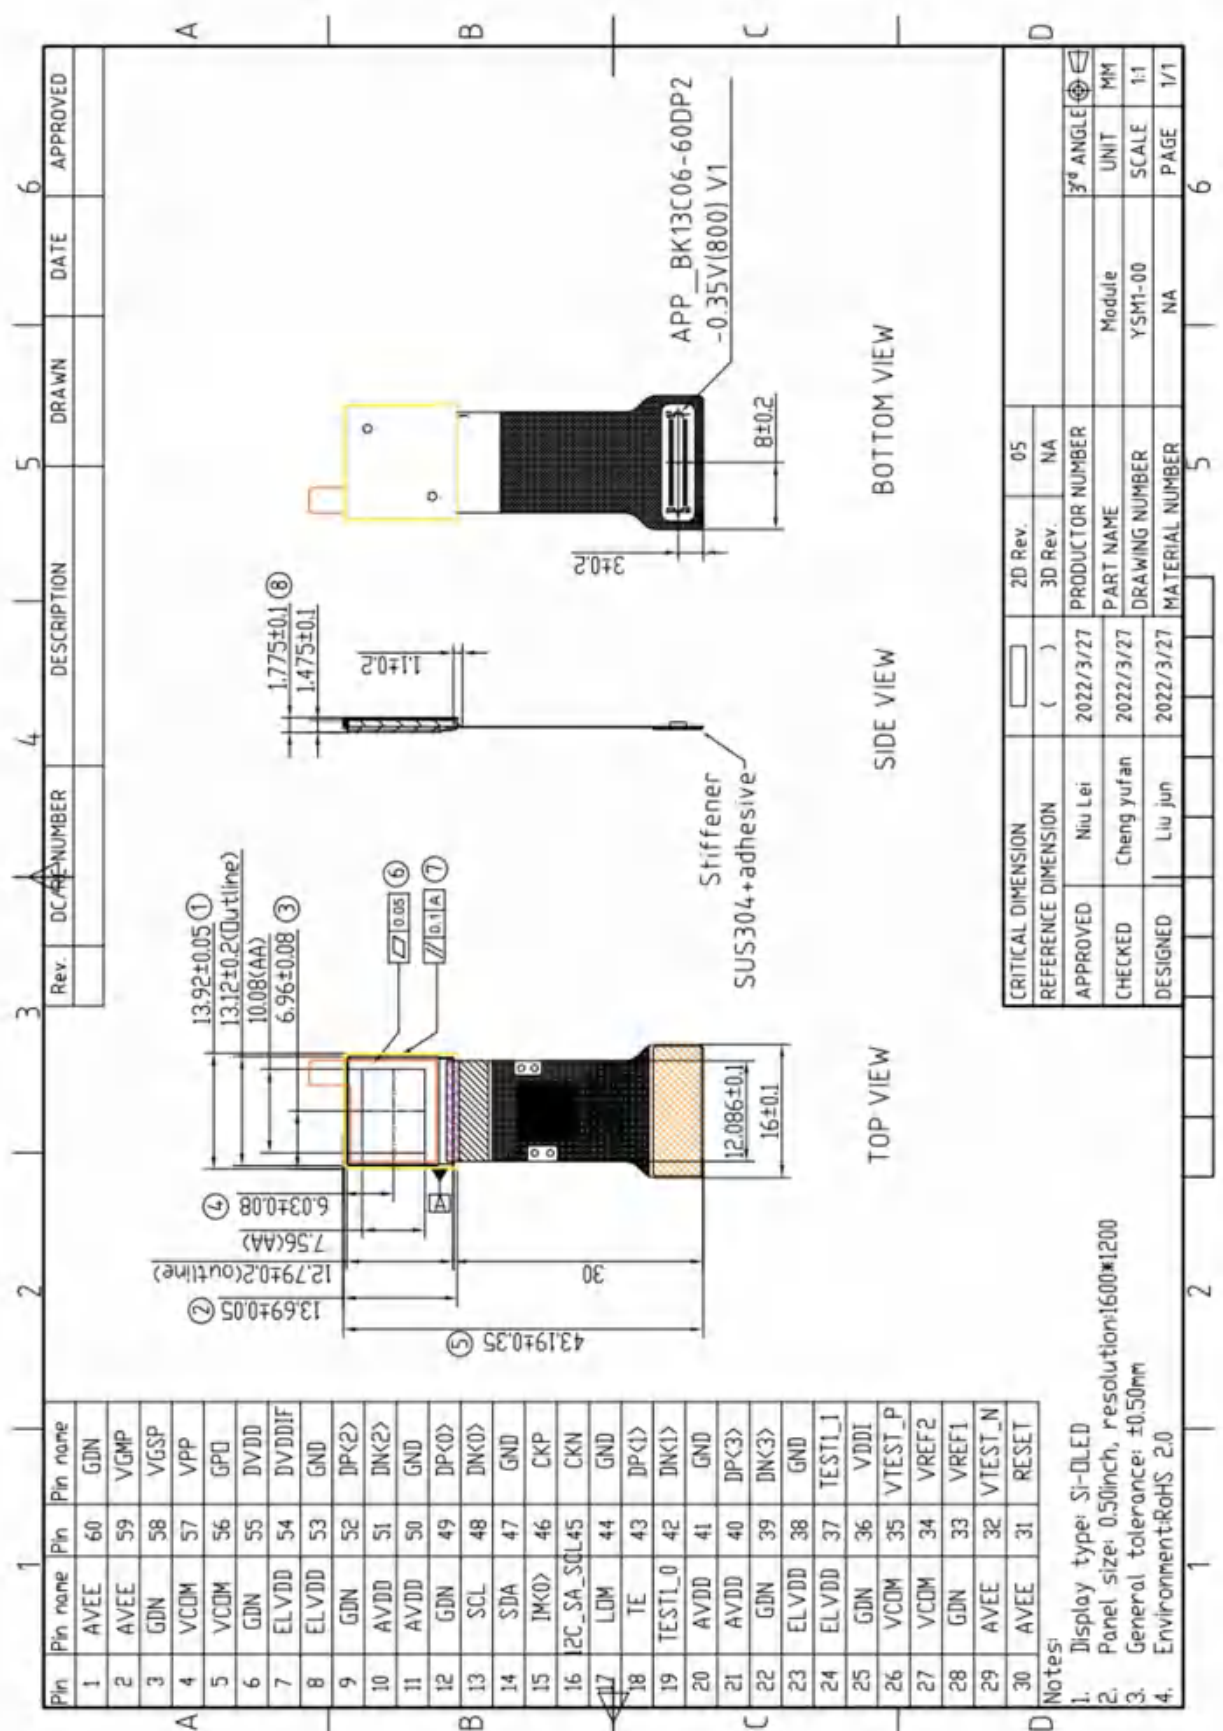 1 2 3 4 5 6
Rev. DC/RE NUMBER DESCRIPTION DRAWN DATE APPROVED
A
B
C
D
Pin Pin name Pin Pin name
1 AVEE 60 GDN
2 AVEE 59 VGMP
3 GDN 58 VGSP
4 VCOM 57 VPP
5 VCOM 56 GPO
6 GDN 55 DVDD
7 ELVDD 54 DVDDIF
8 ELVDD 53 GND
9 GDN 52 DP<2>
10 AVDD 51 DN<2>
11 AVDD 50 GND
12 GDN 49 DP<0>
13 SCL 48 DN<0>
14 SDA 47 GND
15 IM<0> 46 CKP
16 I2C_SA_SCL 45 CKN
17 LOM 44 GND
18 TE 43 DP<1>
19 TEST1_0 42 DN<1>
20 AVDD 41 GND
21 AVDD 40 DP<3>
22 GDN 39 DN<3>
23 ELVDD 38 GND
24 ELVDD 37 TEST1_1
25 GDN 36 VDDI
26 VCOM 35 VTEST_P
27 VCOM 34 VREF2
28 GDN 33 VREF1
29 AVEE 32 VTEST_N
30 AVEE 31 RESET
13.92±0.05 ①
13.12±0.2(Outline)
10.08(AA)
6.96±0.08 ③
④ 6.03±0.08
7.56(AA)
12.79±0.2(outline)
② 13.69±0.05
⑤ 43.19±0.35
30
0.05 ⑥
// 0.1 A ⑦
A
12.086±0.1
16±0.1
TOP VIEW
1.775±0.1 ⑧
1.475±0.1
1.1±0.2
Stiffener
SUS304+adhesive
SIDE VIEW
3±0.2
8±0.2
APP_BK13C06-60DP2
-0.35V(800) V1
BOTTOM VIEW
Notes:
1. Display type: Si-OLED
2. Panel size: 0.50inch, resolution:1600*1200
3. General tolerance: ±0.50mm
4. Environment:RoHS 2.0
CRITICAL DIMENSION 2D Rev. 05
REFERENCE DIMENSION ( ) 3D Rev. NA
APPROVED Niu Lei 2022/3/27 PRODUCTOR NUMBER 3rd ANGLE
CHECKED Cheng yufan 2022/3/27 PART NAME Module UNIT MM
DRAWING NUMBER YSM1-00 SCALE 1:1
DESIGNED Liu jun 2022/3/27 MATERIAL NUMBER NA PAGE 1/1
A
B
C
D
1 2 5 6